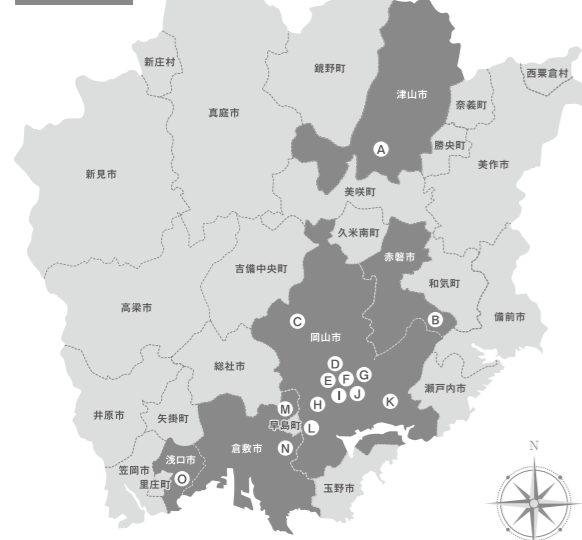 新庄村
鏡野町
西粟倉村
津山市
奈義町
真庭市
A
勝央町
美作市
新見市
美咲町
久米南町
赤磐市
吉備中央町
和気町
高梁市
B
備前市
C
岡山市
総社市
D
G
E
F
瀬戸内市
I
J
K
H
M
井原市
矢掛町
早島町
L
倉敷市
N
浅口市
笠岡市
O
里庄町
玉野市
N